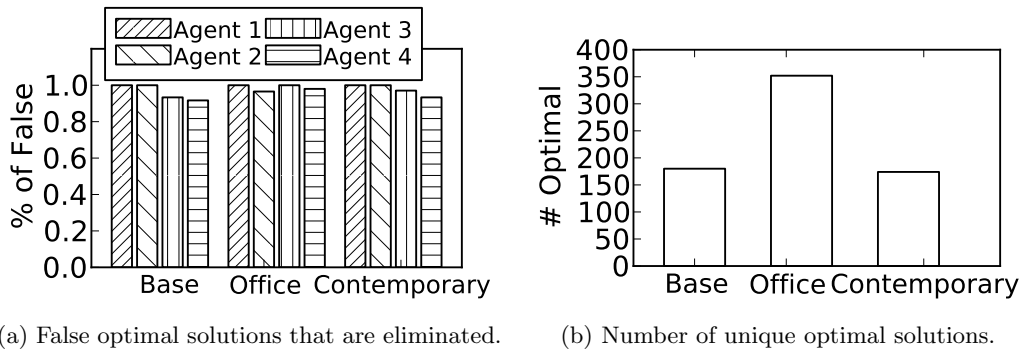 Agent 1 Agent 3
Agent 2 Agent 4
% of False
1.0
0.8
0.6
0.4
0.2
0.0
Base Office Contemporary
(a) False optimal solutions that are eliminated.
# Optimal
400
350
300
250
200
150
100
50
0
Base Office Contemporary
(b) Number of unique optimal solutions.